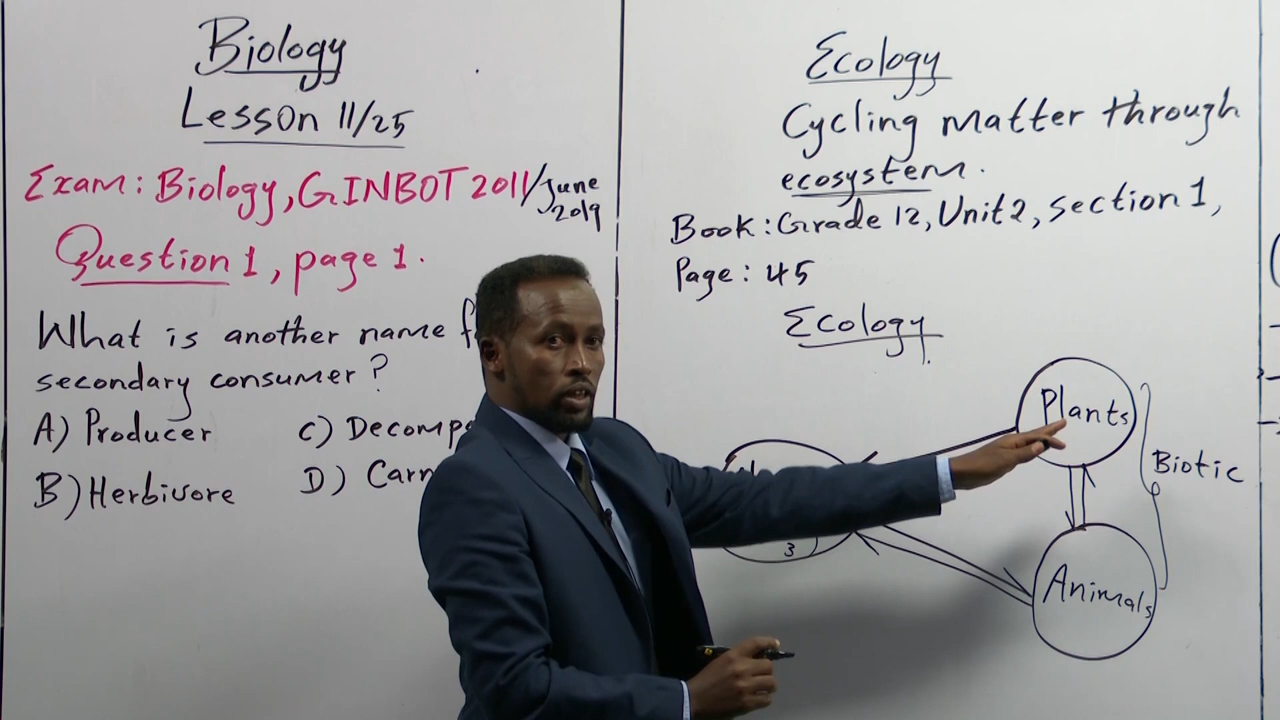 Biology
Lesson 11/25
Exam: Biology, GINBOT 2011/June 2019
Question 1, page 1.
What is another name
secondary consumer?
A) Producer
C)
B) Herbivore
D)
Ecology
Cycling matter through
ecosystem.
Book: Grade 12, Unit 2, section 1,
Page: 45
Ecology
Plants
Biotic
3
Animals